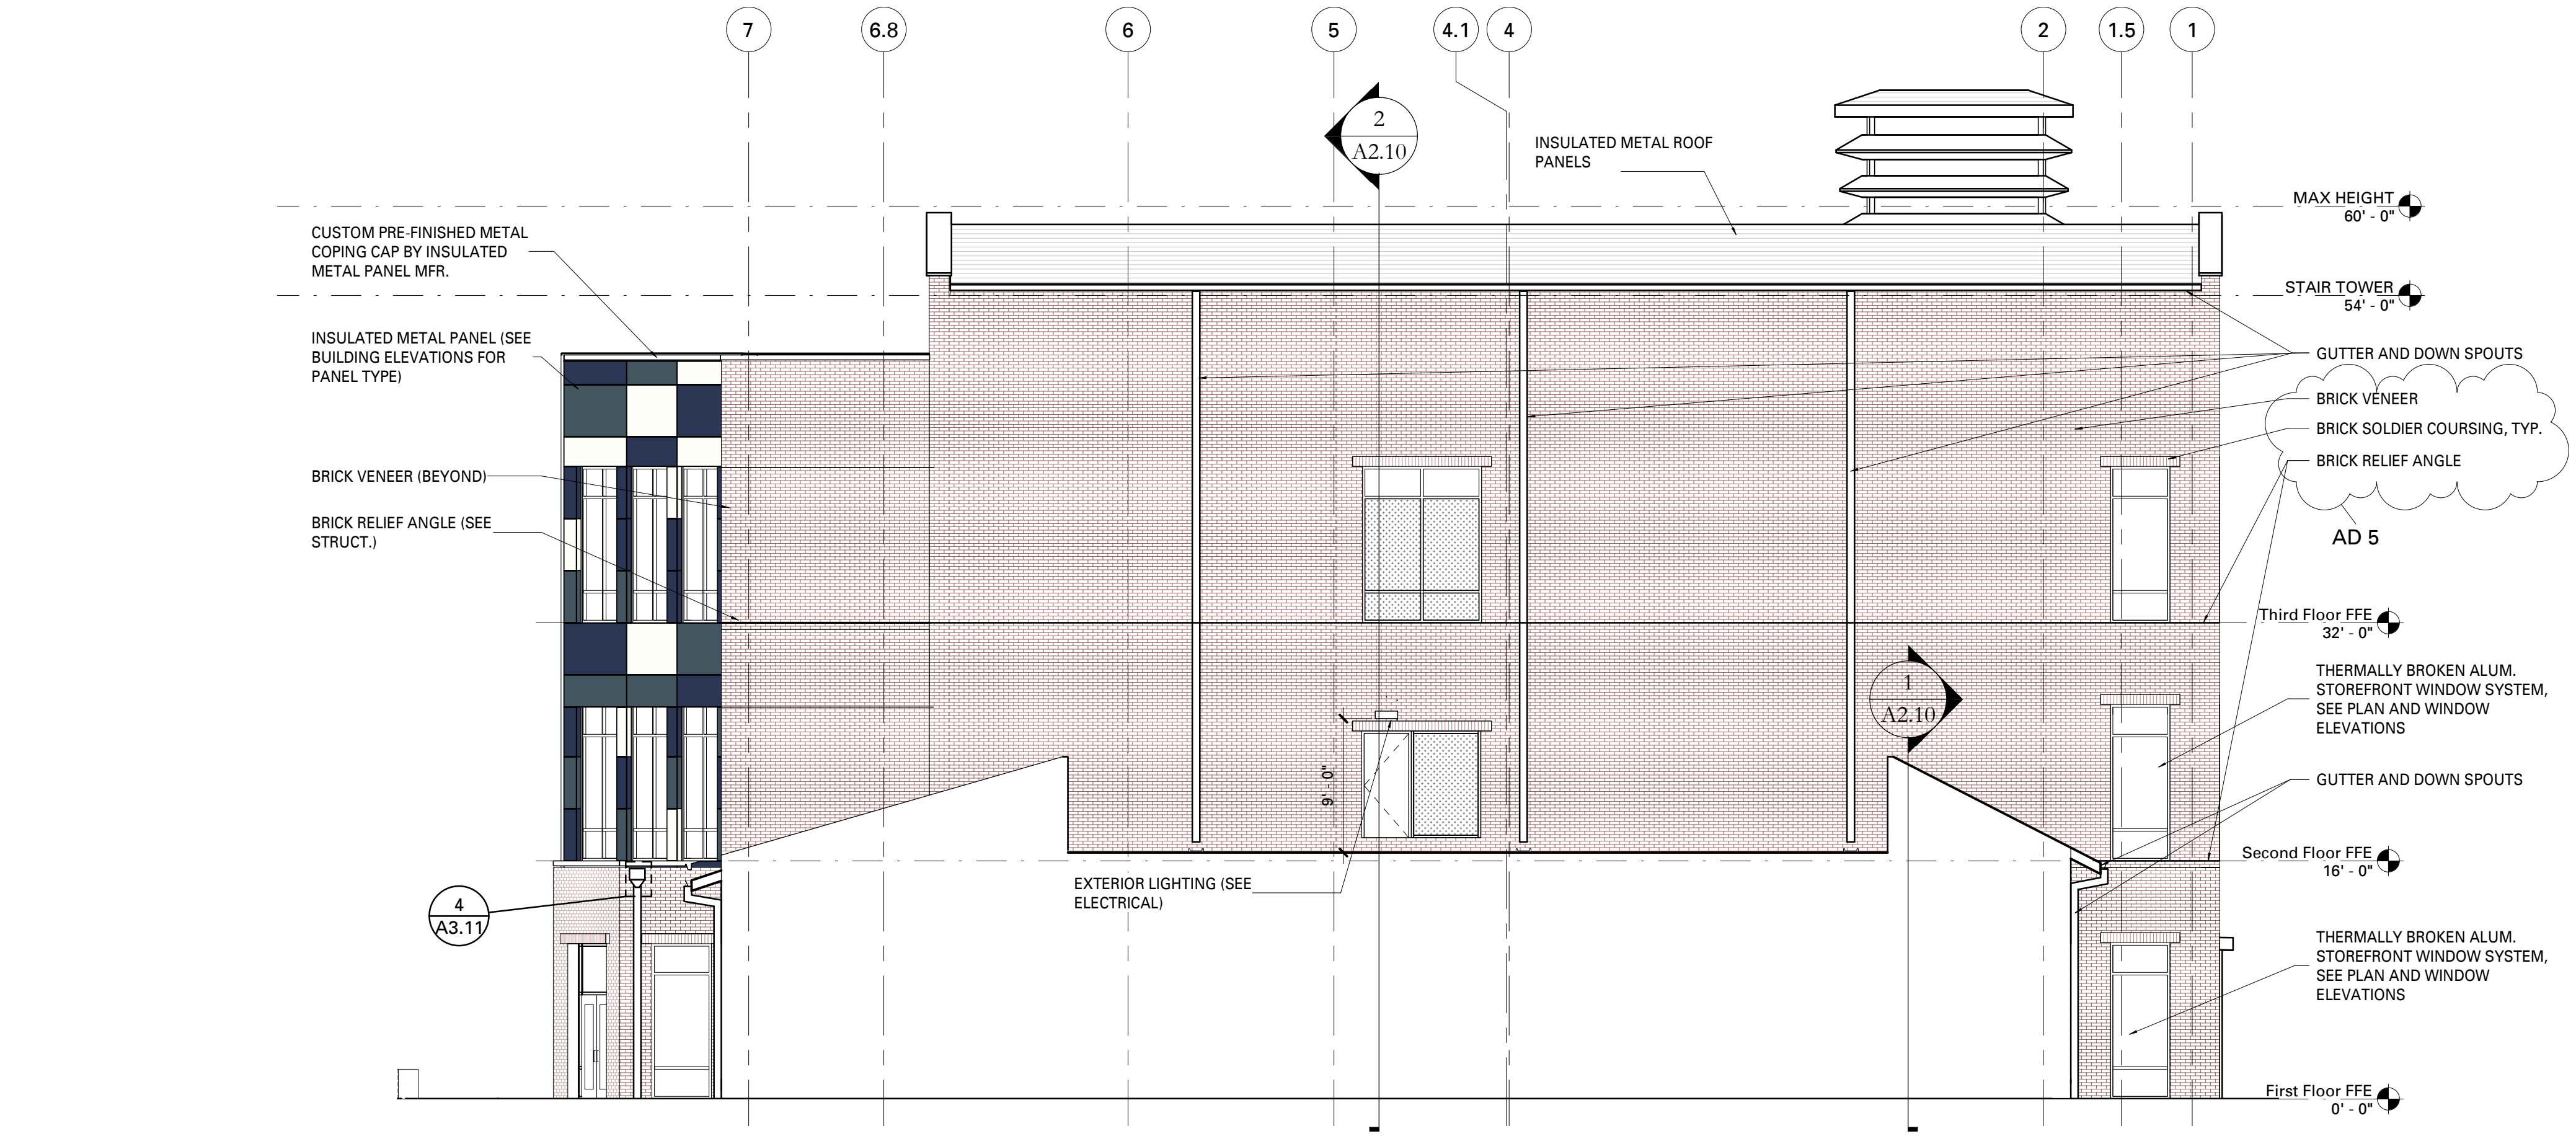 7
6.8
6
5
4.1
4
2
1.5
1
2
A2.10
INSULATED METAL ROOF
PANELS
MAX HEIGHT
60' - 0"
CUSTOM PRE-FINISHED METAL
COPING CAP BY INSULATED
METAL PANEL MFR.
STAIR TOWER
54' - 0"
INSULATED METAL PANEL (SEE
BUILDING ELEVATIONS FOR
PANEL TYPE)
GUTTER AND DOWN SPOUTS
BRICK VENEER
BRICK SOLDIER COURSING, TYP.
BRICK RELIEF ANGLE
AD 5
BRICK VENEER (BEYOND)
BRICK RELIEF ANGLE (SEE
STRUCT.)
Third Floor FFE
32' - 0"
1
A2.10
THERMALLY BROKEN ALUM.
STOREFRONT WINDOW SYSTEM,
SEE PLAN AND WINDOW
ELEVATIONS
9' - 0"
GUTTER AND DOWN SPOUTS
Second Floor FFE
16' - 0"
EXTERIOR LIGHTING (SEE
ELECTRICAL)
4
A3.11
THERMALLY BROKEN ALUM.
STOREFRONT WINDOW SYSTEM,
SEE PLAN AND WINDOW
ELEVATIONS
First Floor FFE
0' - 0"